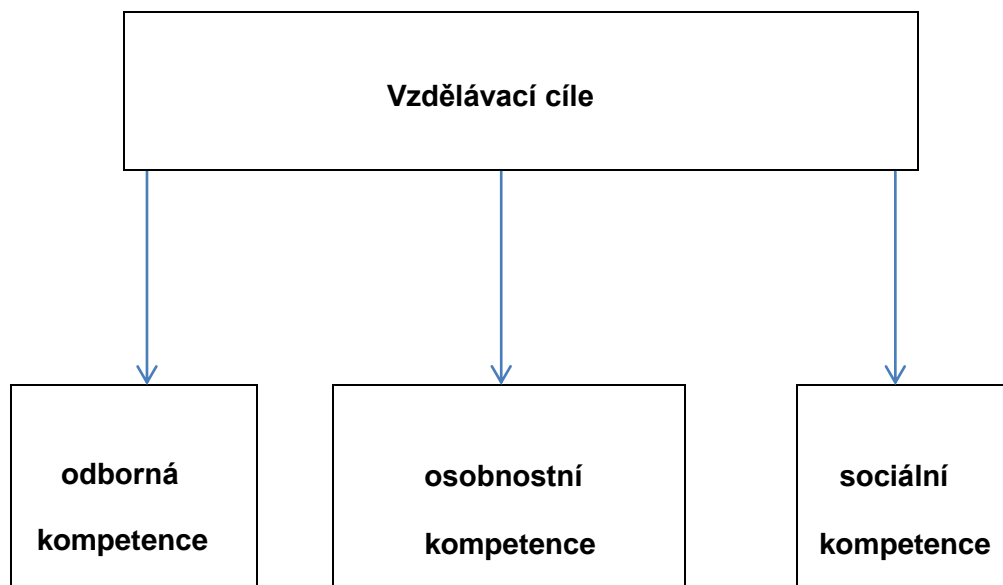 Vzdělávací cíle
odborná
kompetence
osobnostní
kompetence
sociální
kompetence